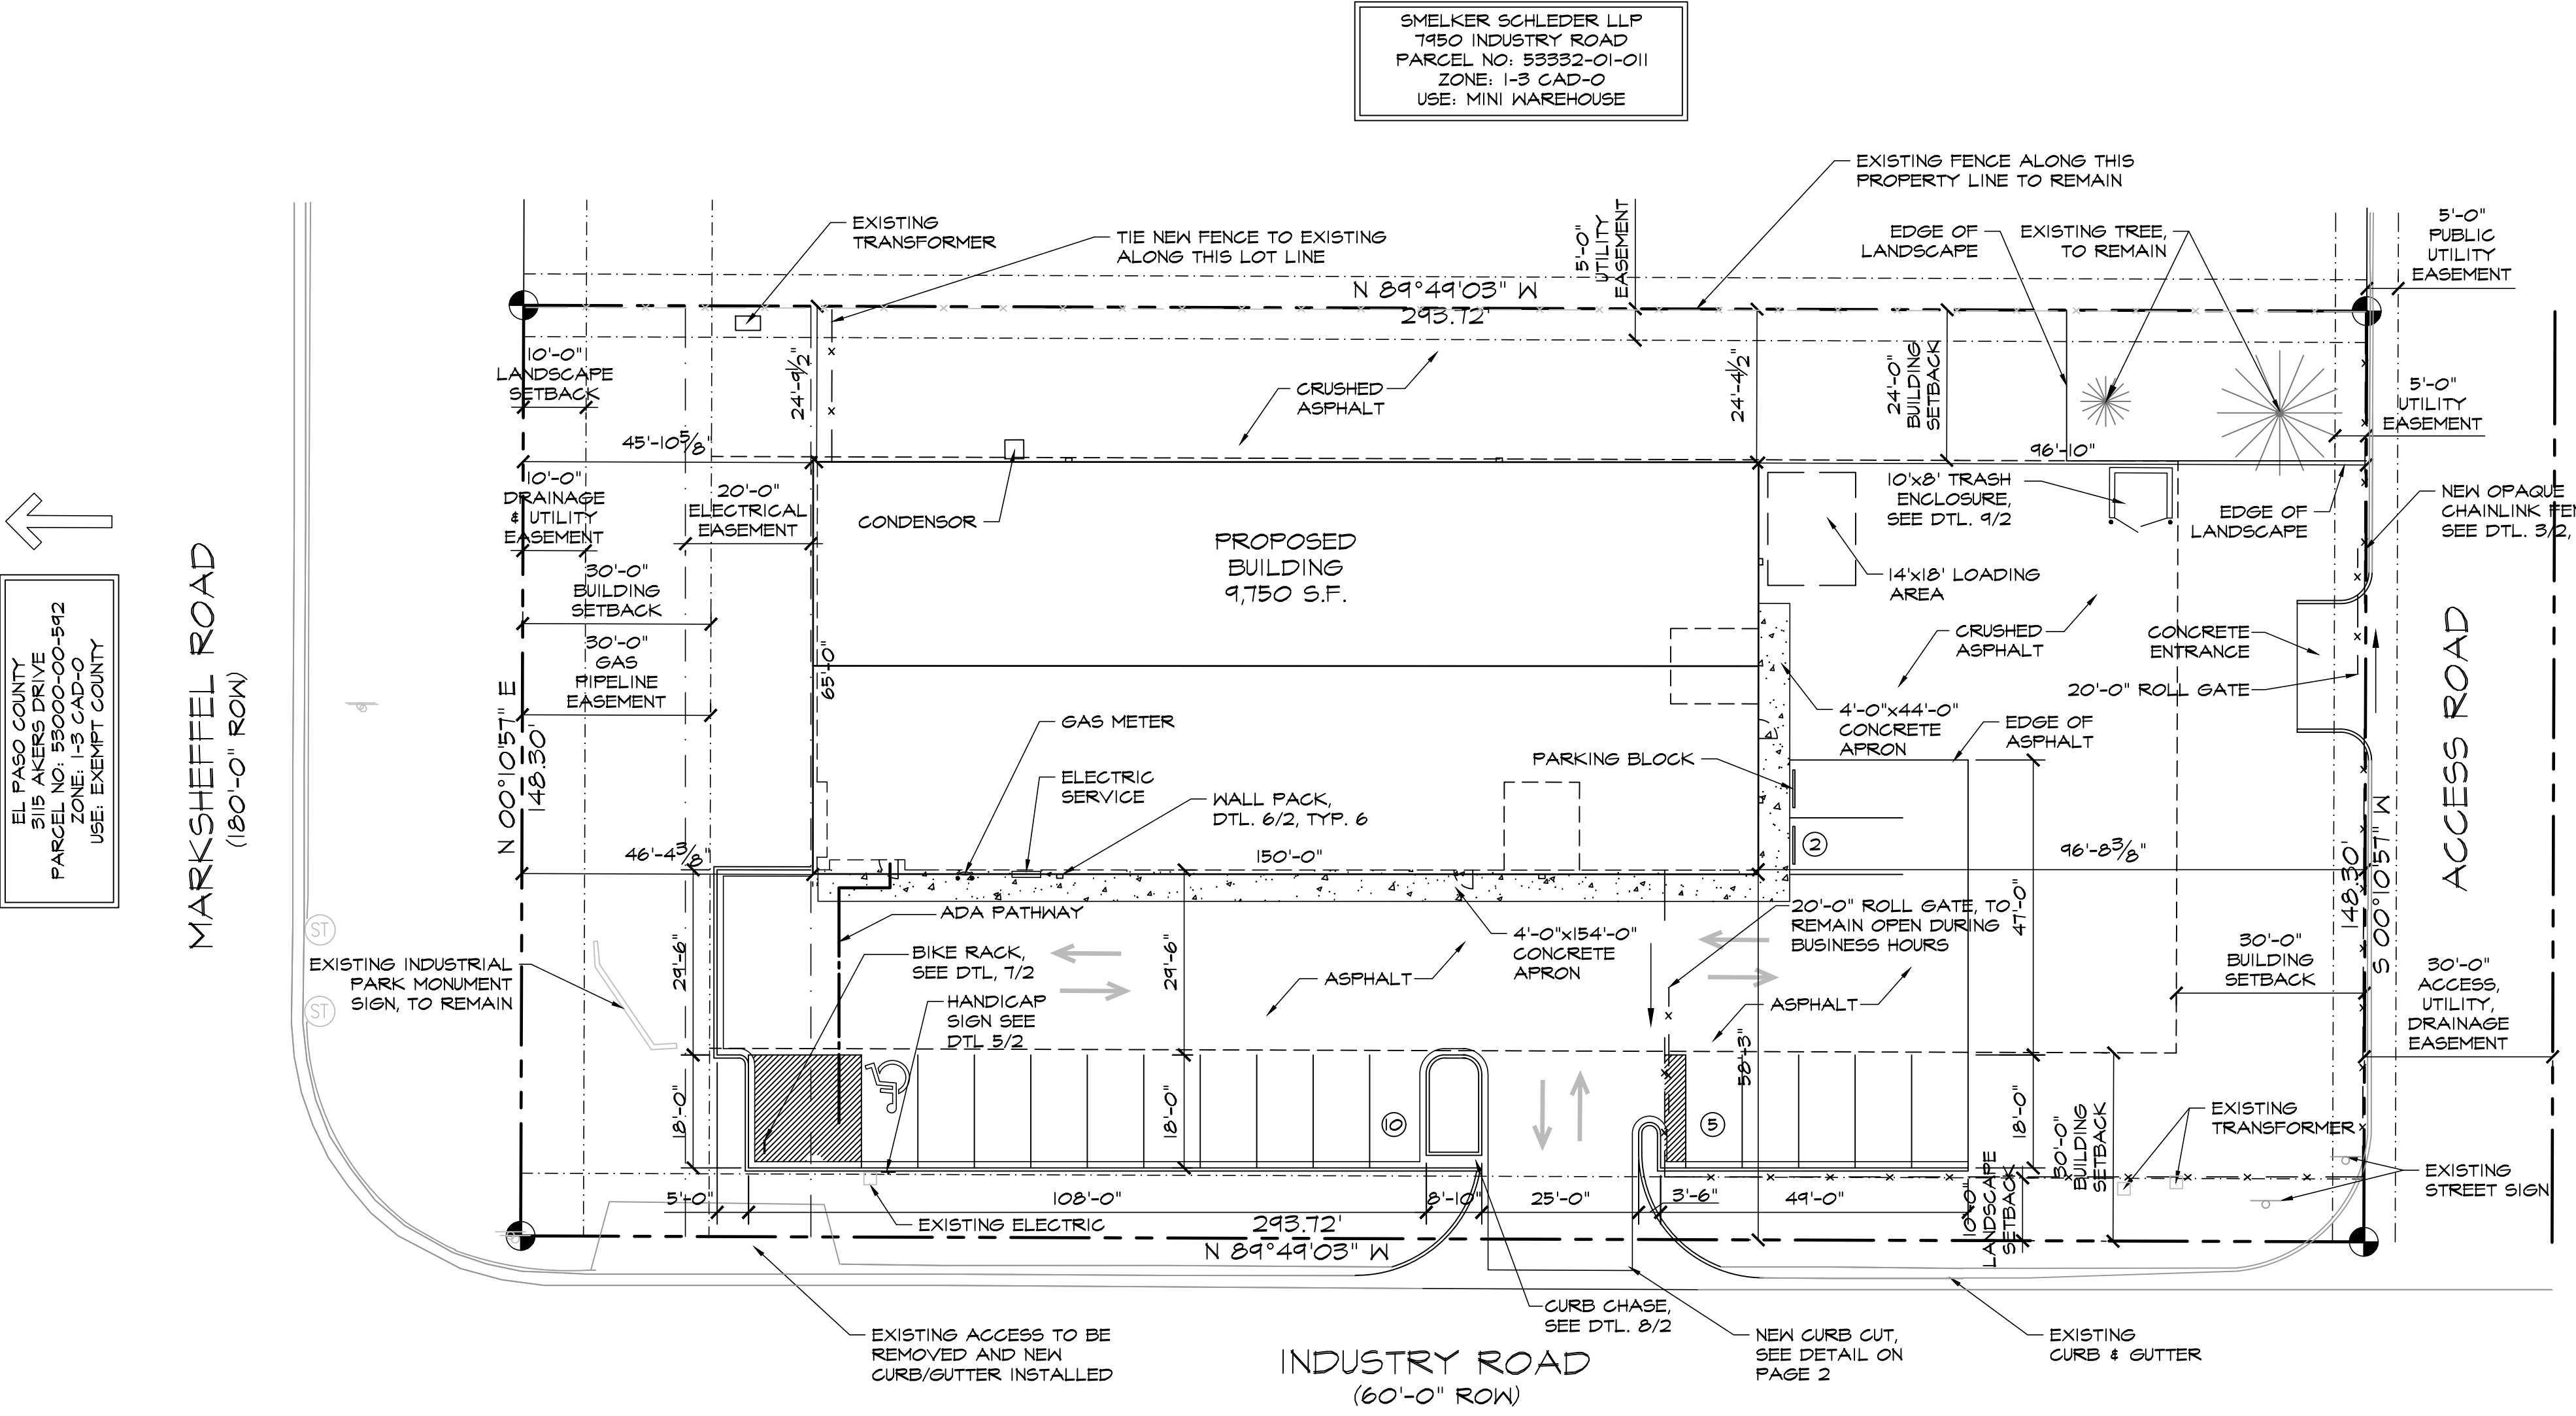 SMELKER SCHLEDER LLP
7950 INDUSTRY ROAD
PARCEL NO: 53332-01-011
ZONE: I-3 CAD-O
USE: MINI WAREHOUSE
EXISTING FENCE ALONG THIS
PROPERTY LINE TO REMAIN
EXISTING
TRANSFORMER
TIE NEW FENCE TO EXISTING
ALONG THIS LOT LINE
5'-0"
UTILITY
EASEMENT
EDGE OF
LANDSCAPE
EXISTING TREE,
TO REMAIN
5'-0"
PUBLIC
UTILITY
EASEMENT
N 89°49'03" W
293.72'
10'-0"
LANDSCAPE
SETBACK
24'-9½"
CRUSHED
ASPHALT
24'-4½"
24'-0"
BUILDING
SETBACK
5'-0"
UTILITY
EASEMENT
45'-10⅝"
96'-10"
10'-0"
DRAINAGE
& UTILITY
EASEMENT
20'-0"
ELECTRICAL
EASEMENT
CONDENSOR
PROPOSED
BUILDING
9,750 S.F.
10'x8' TRASH
ENCLOSURE,
SEE DTL. 9/2
EDGE OF
LANDSCAPE
NEW OPAQUE
CHAINLINK FEN
SEE DTL. 3/2,
14'x18' LOADING
AREA
30'-0"
BUILDING
SETBACK
30'-0"
GAS
PIPELINE
EASEMENT
65'-0"
CRUSHED
ASPHALT
CONCRETE
ENTRANCE
20'-0" ROLL GATE
4'-0"x44'-0"
CONCRETE
APRON
EDGE OF
ASPHALT
EL PASO COUNTY
3115 AKERS DRIVE
PARCEL NO: 53000-00-592
ZONE: I-3 CAD-O
USE: EXEMPT COUNTY
MARKSHEFFEL ROAD
(180'-0" ROW)
N 00°10'57" E
148.30'
GAS METER
ELECTRIC
SERVICE
WALL PACK,
DTL. 6/2, TYP. 6
PARKING BLOCK
2
ACCESS ROAD
148.30'
S 00°10'57" W
46'-4⅜"
150'-0"
96'-8⅜"
ADA PATHWAY
BIKE RACK,
SEE DTL, 7/2
HANDICAP
SIGN SEE
DTL 5/2
29'-6"
29'-6"
ASPHALT
4'-0"x154'-0"
CONCRETE
APRON
20'-0" ROLL GATE, TO
REMAIN OPEN DURING
BUSINESS HOURS
47'-0"
ASPHALT
30'-0"
BUILDING
SETBACK
30'-0"
ACCESS,
UTILITY,
DRAINAGE
EASEMENT
ST
ST
EXISTING INDUSTRIAL
PARK MONUMENT
SIGN, TO REMAIN
18'-0"
18'-0"
10
5
58'-3"
18'-0"
30'-0"
BUILDING
SETBACK
EXISTING
TRANSFORMER
EXISTING
STREET SIGN
5'-0"
108'-0"
8'-10"
25'-0"
3'-6"
49'-0"
10'-0"
LANDSCAPE
SETBACK
EXISTING ELECTRIC
293.72'
N 89°49'03" W
CURB CHASE,
SEE DTL. 8/2
EXISTING ACCESS TO BE
REMOVED AND NEW
CURB/GUTTER INSTALLED
NEW CURB CUT,
SEE DETAIL ON
PAGE 2
EXISTING
CURB & GUTTER
INDUSTRY ROAD
(60'-0" ROW)